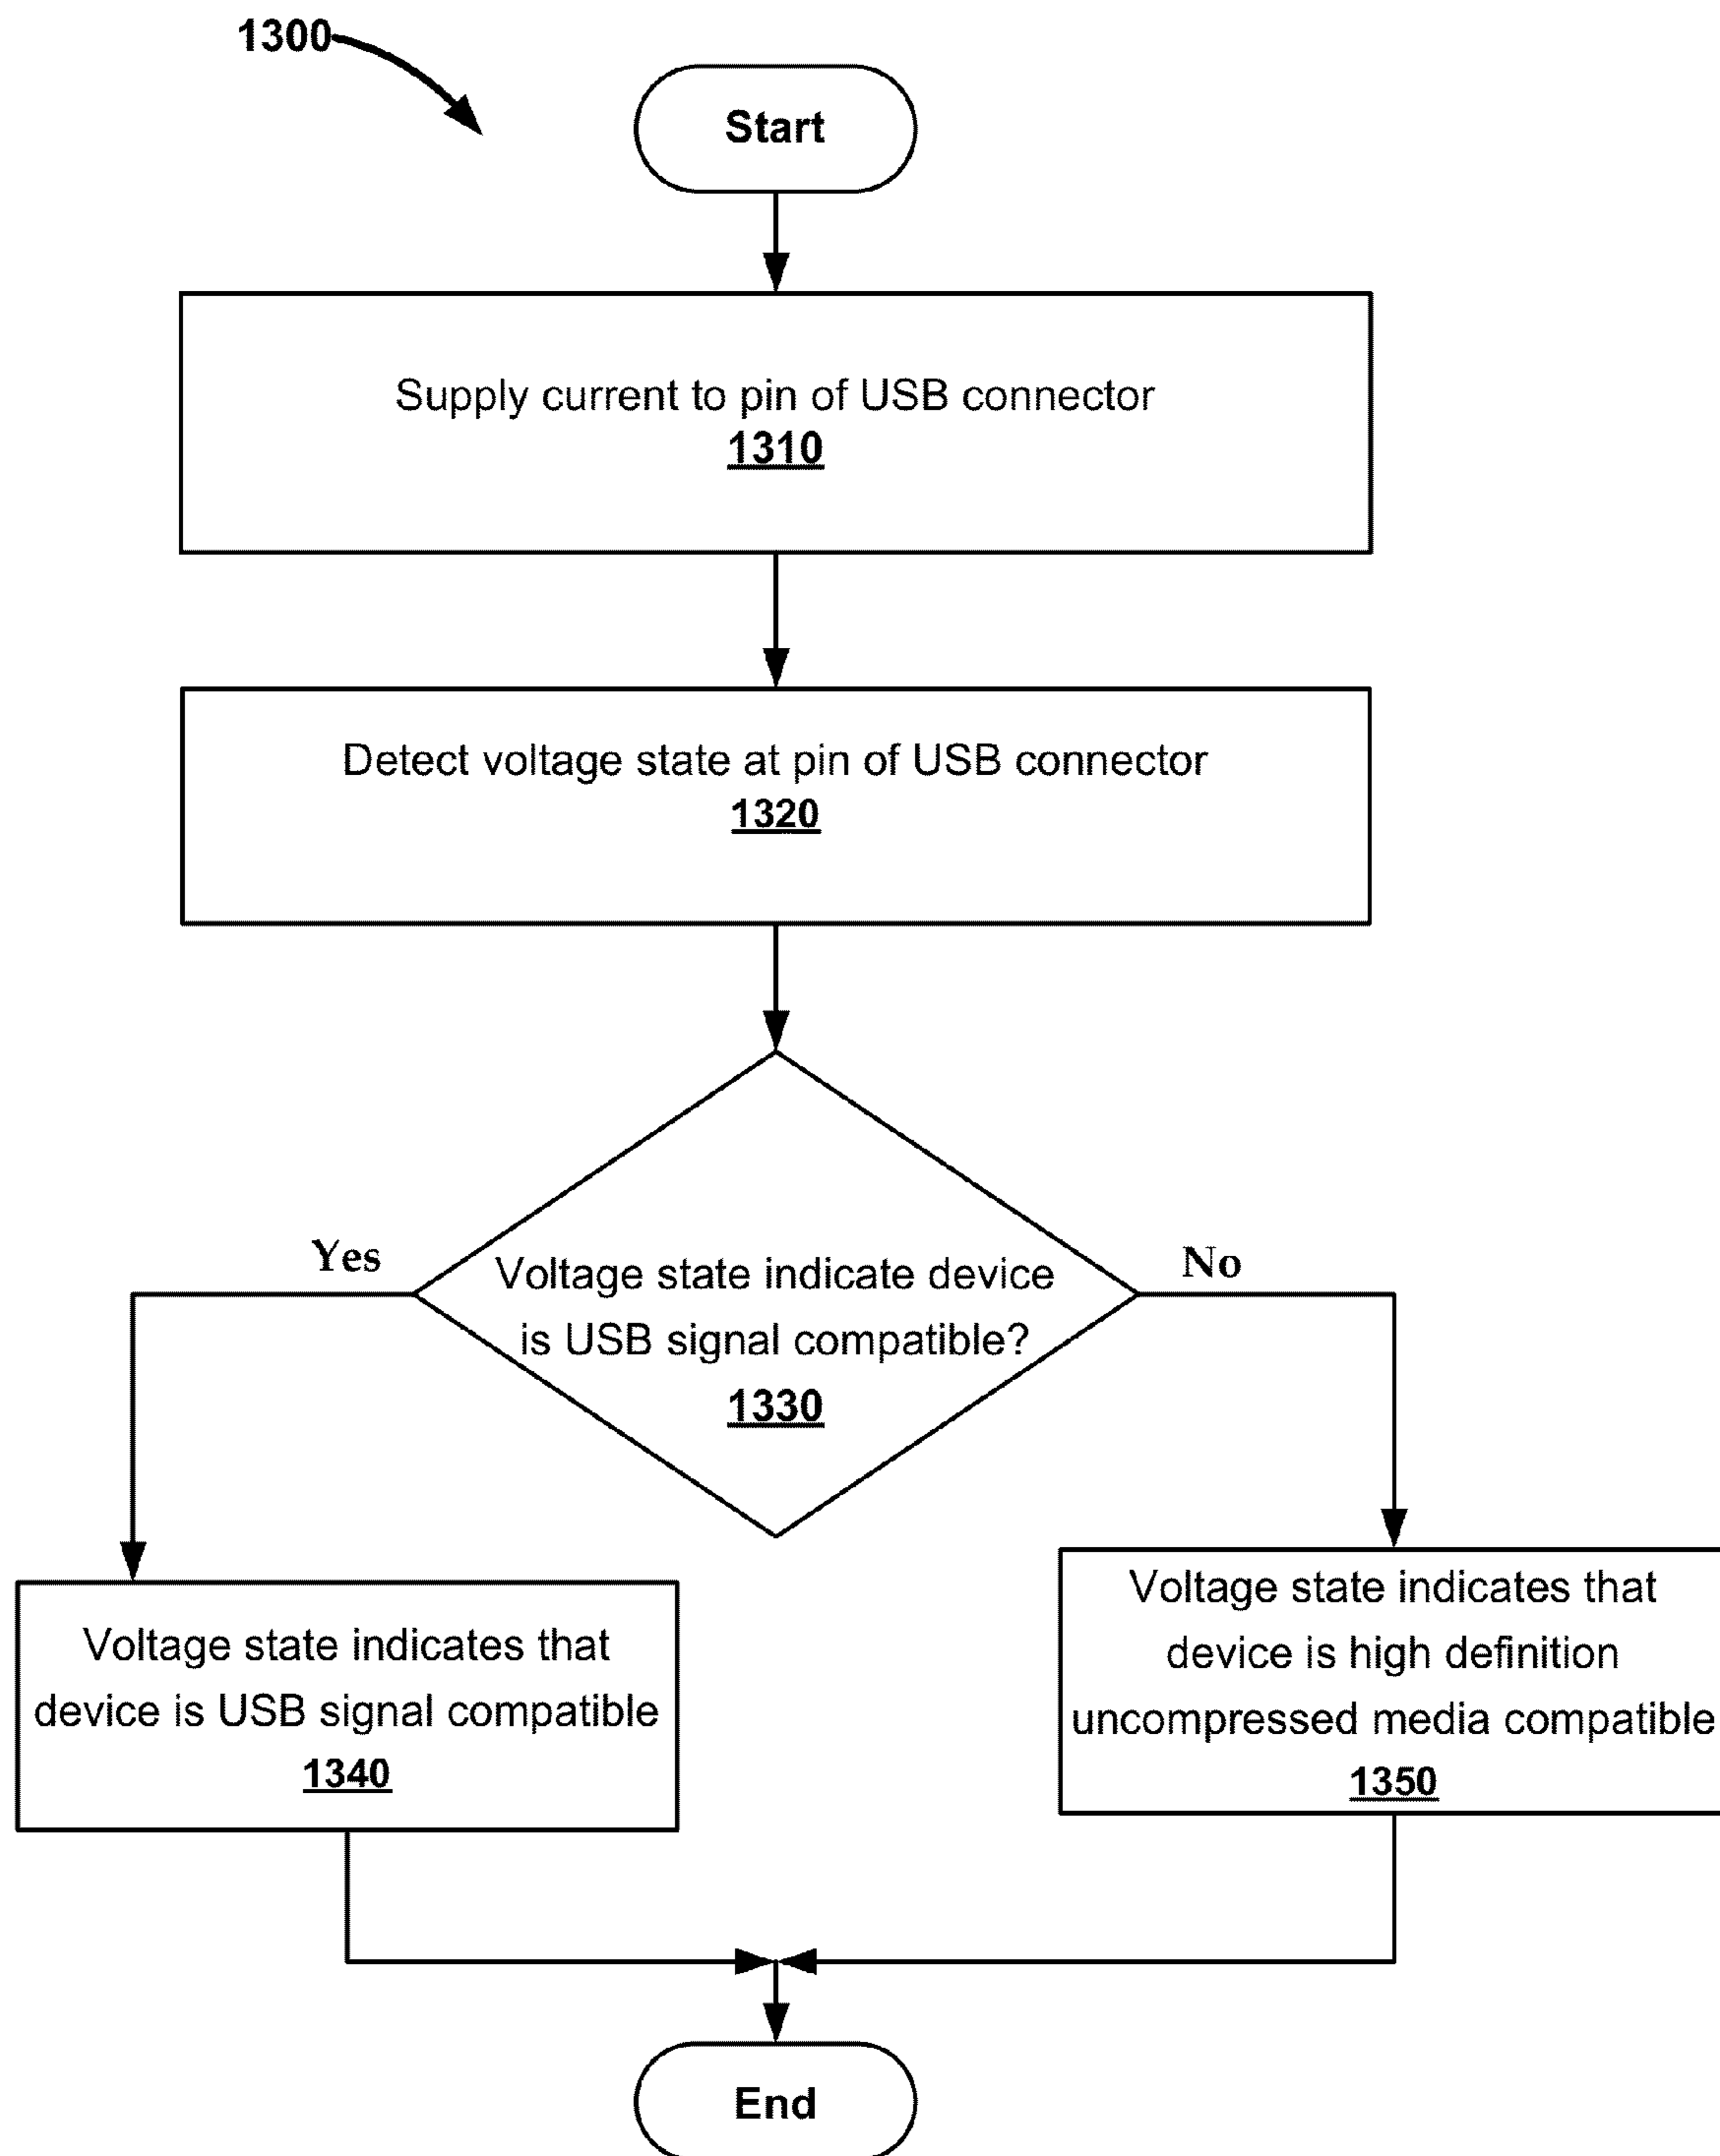 1300
Start
Supply current to pin of USB connector
1310
Detect voltage state at pin of USB connector
1320
Yes
No
Voltage state indicate device
is USB signal compatible?
1330
Voltage state indicates that
device is USB signal compatible
1340
Voltage state indicates that
device is high definition
uncompressed media compatible
1350
End